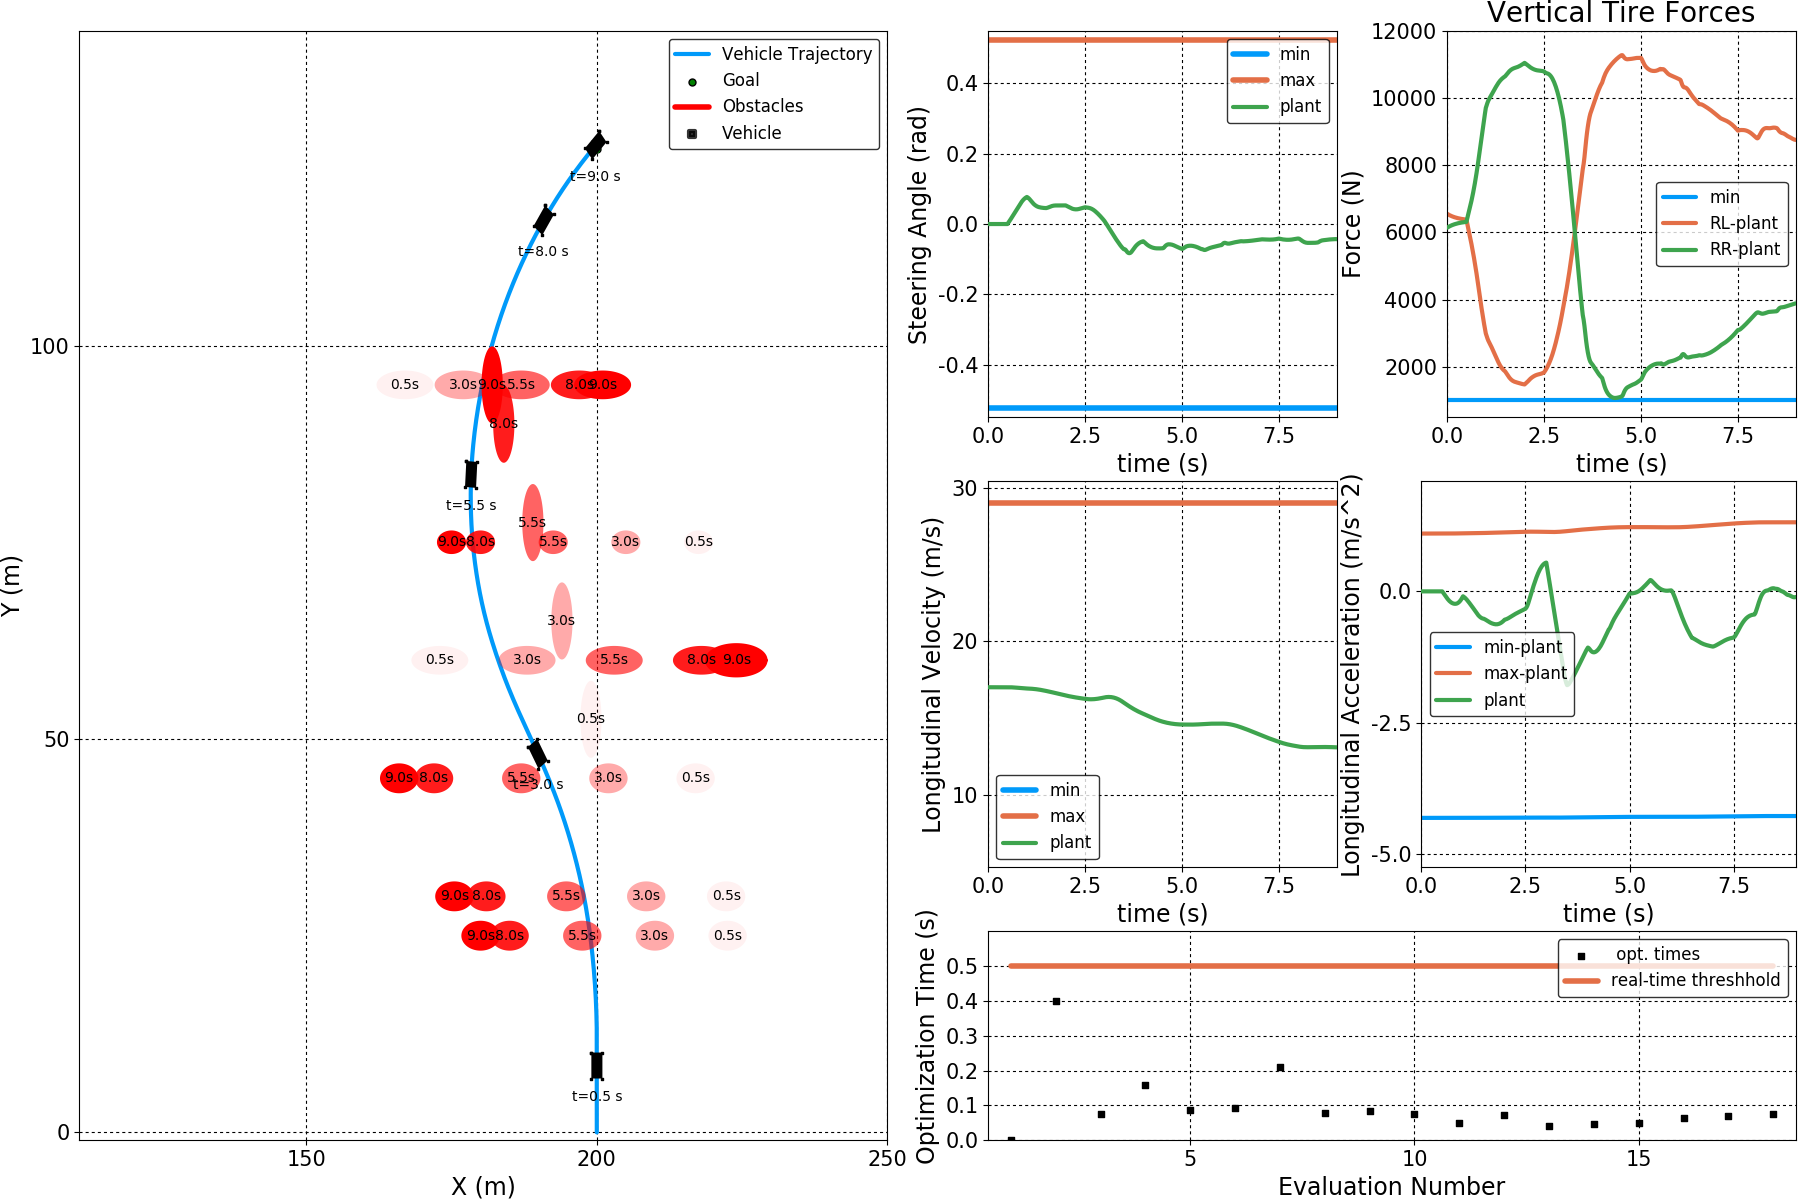 Vehicle Trajectory
Goal
Obstacles
Vehicle
t=9.0 s
t=8.0 s
0.5s 3.0s 9.0s 5.5s 8.0s 9.0s
8.0s
t=5.5 s
5.5s
9.0s 8.0s 5.5s 3.0s 0.5s
3.0s
0.5s 3.0s 5.5s 8.0s 9.0s
0.5s
9.0s 8.0s 5.5s 3.0s 0.5s
t=3.0 s
9.0s 8.0s 5.5s 3.0s 0.5s
9.0s 8.0s 5.5s 3.0s 0.5s
t=0.5 s
100
50
0
150 200 250
X (m)
Y (m)
min
max
plant
0.4
0.2
0.0
-0.2
-0.4
0.0 2.5 5.0 7.5
time (s)
Steering Angle (rad)
Vertical Tire Forces
12000
10000
8000
6000
4000
2000
min
RL-plant
RR-plant
0.0 2.5 5.0 7.5
time (s)
Force (N)
30
20
10
min
max
plant
0.0 2.5 5.0 7.5
time (s)
Longitudinal Velocity (m/s)
0.0
-2.5
-5.0
min-plant
max-plant
plant
0.0 2.5 5.0 7.5
time (s)
Longitudinal Acceleration (m/s^2)
opt. times
real-time threshhold
0.5
0.4
0.3
0.2
0.1
0.0
5 10 15
Evaluation Number
Optimization Time (s)